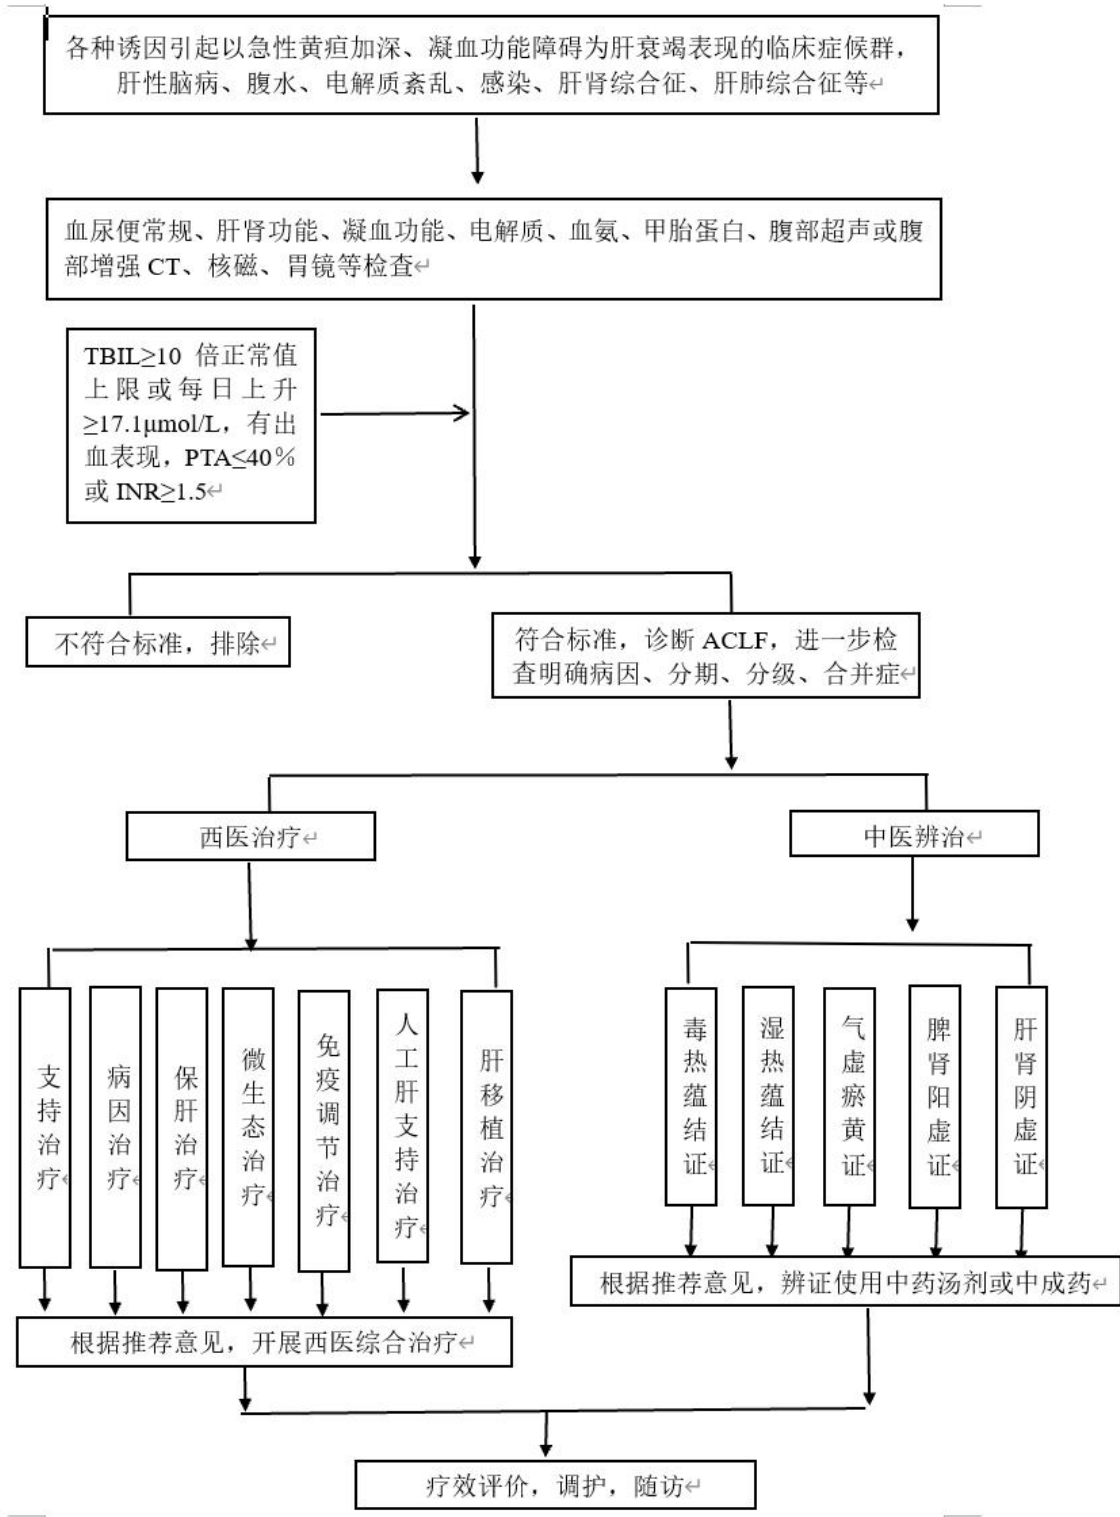 各种诱因引起以急性黄疸加深、凝血功能障碍为肝衰竭表现的临床症候群，
肝性脑病、腹水、电解质紊乱、感染、肝肾综合征、肝肺综合征等
血尿便常规、肝肾功能、凝血功能、电解质、血氨、甲胎蛋白、腹部超声或腹
部增强 CT、核磁、胃镜等检查
TBIL≥10 倍正常值
上限或每日上升
≥17.1μmol/L，有出
血表现，PTA≤40%
或 INR≥1.5
不符合标准，排除
符合标准，诊断 ACLF，进一步检
查明确病因、分期、分级、合并症
西医治疗
中医辨治
支持治疗
病因治疗
保肝治疗
微生态治疗
免疫调节治疗
人工肝支持治疗
肝移植治疗
毒热蕴结证
湿热蕴结证
气虚瘀黄证
脾肾阳虚证
肝肾阴虚证
根据推荐意见，辨证使用中药汤剂或中成药
根据推荐意见，开展西医综合治疗
疗效评价，调护，随访